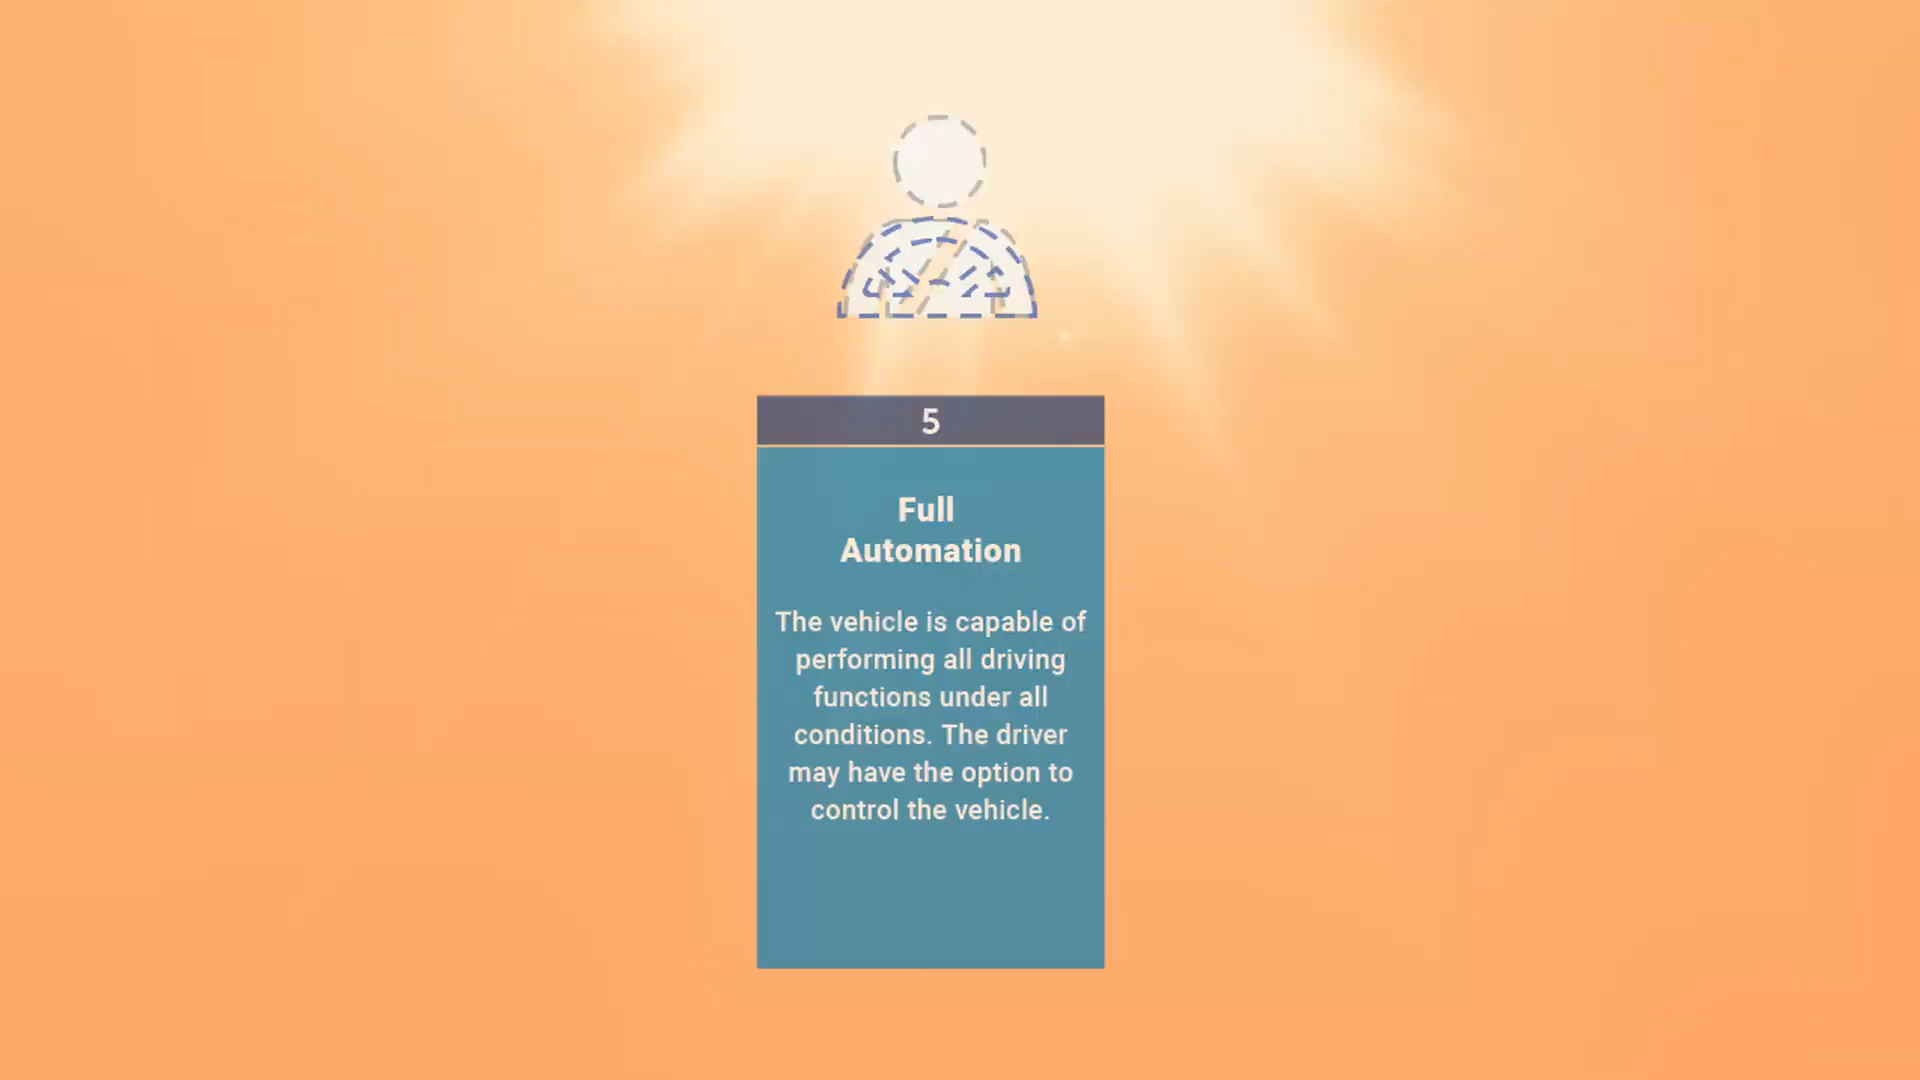 5
Full
Automation
The vehicle is capable of
performing all driving
functions under all
conditions. The driver
may have the option to
control the vehicle.